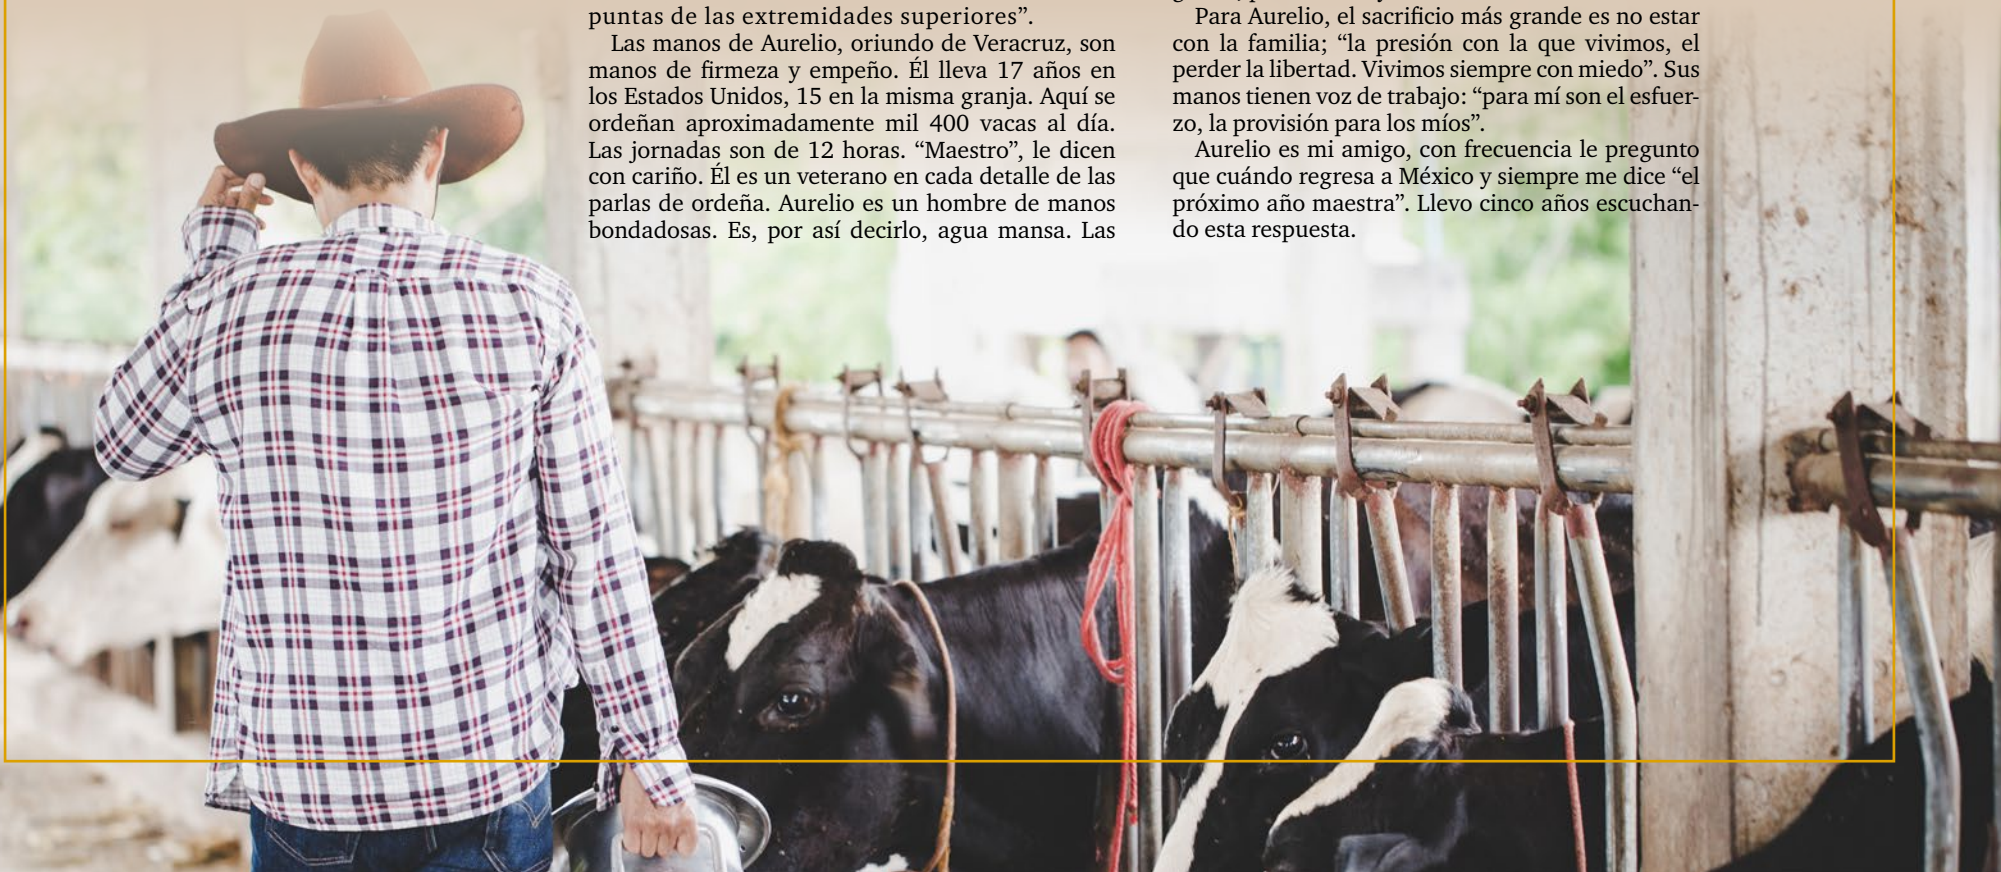 puntas de las extremidades superiores”.
Las manos de Aurelio, oriundo de Veracruz, son
manos de firmeza y empeño. Él lleva 17 años en
los Estados Unidos, 15 en la misma granja. Aquí se
ordeñan aproximadamente mil 400 vacas al día.
Las jornadas son de 12 horas. “Maestro”, le dicen
con cariño. Él es un veterano en cada detalle de las
parlas de ordeña. Aurelio es un hombre de manos
bondadosas. Es, por así decirlo, agua mansa. Las
Para Aurelio, el sacrificio más grande es no estar
con la familia; “la presión con la que vivimos, el
perder la libertad. Vivimos siempre con miedo”. Sus
manos tienen voz de trabajo: “para mí son el esfuer-
zo, la provisión para los míos”.
Aurelio es mi amigo, con frecuencia le pregunto
que cuándo regresa a México y siempre me dice “el
próximo año maestra”. Llevo cinco años escuchan-
do esta respuesta.